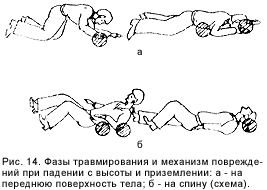 а
б
Рис. 14. Фазы травмирования и механизм поврежде-
ний при падении с высоты и приземлении: а - на
переднюю поверхность тела; б - на спину (схема).